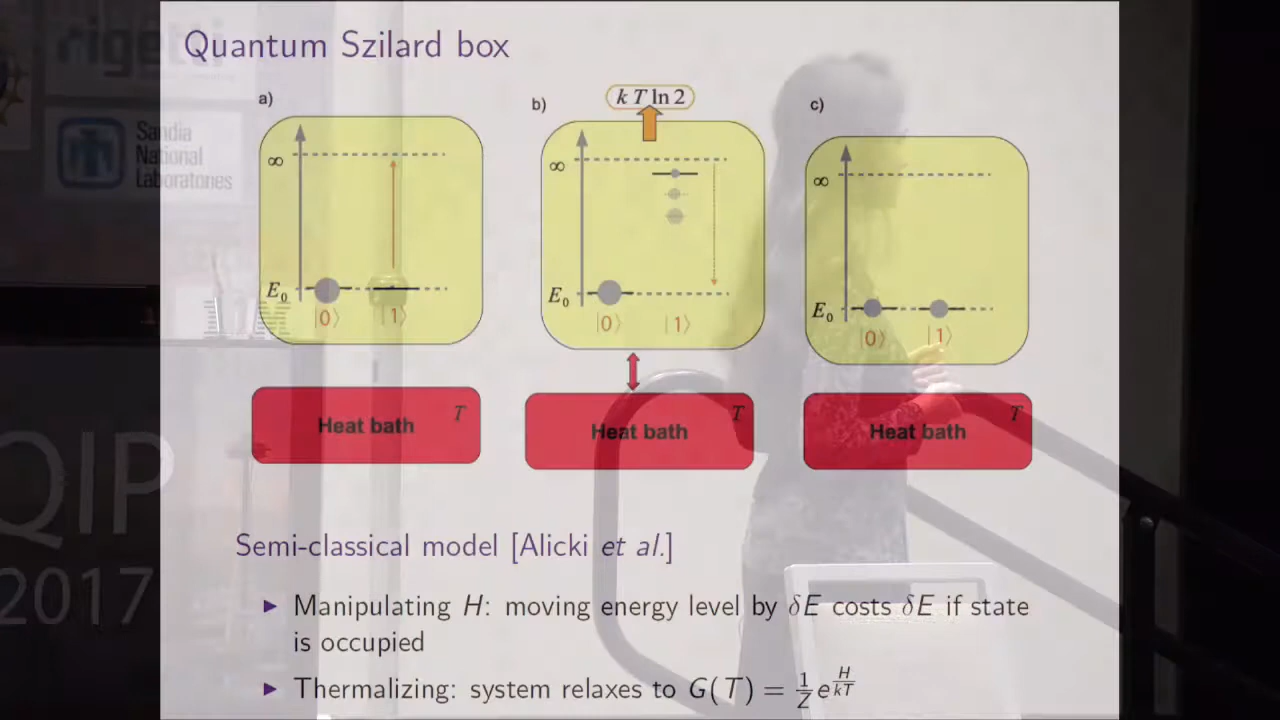 Quantum Szilard box
a)
∞
E₀
|0⟩ |1⟩
Heat bath
T
b)
k T ln 2
∞
E₀
|0⟩ |1⟩
Heat bath
T
c)
∞
E₀
|0⟩ |1⟩
Heat bath
T
Semi-classical model [Alicki et al.]
▶ Manipulating H: moving energy level by δE costs δE if state
is occupied
▶ Thermalizing: system relaxes to G(T) = 1/Z e^{H/kT}
rigetti
Sandia
National
Laboratories
QIP
2017